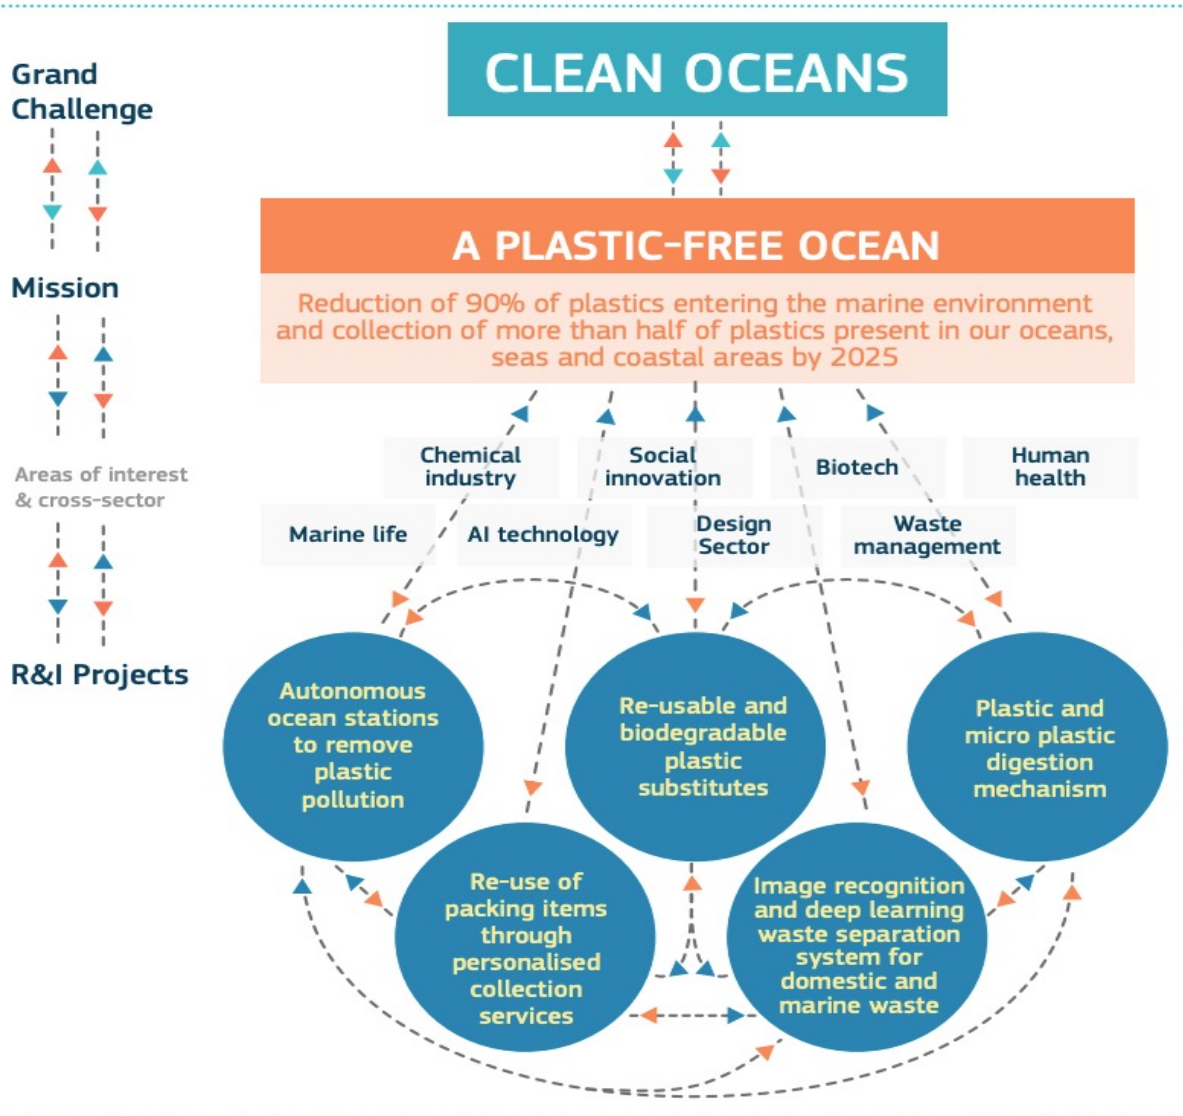 CLEAN OCEANS
Grand
Challenge
A PLASTIC-FREE OCEAN
Mission
Reduction of 90% of plastics entering the marine environment
and collection of more than half of plastics present in our oceans,
seas and coastal areas by 2025
Areas of interest
& cross-sector
Chemical
industry
Social
innovation
Biotech
Human
health
Marine life
AI technology
Design
Sector
Waste
management
R&I Projects
Autonomous
ocean stations
to remove
plastic
pollution
Re-usable and
biodegradable
plastic
substitutes
Plastic and
micro plastic
digestion
mechanism
Re-use of
packing items
through
personalised
collection
services
Image recognition
and deep learning
waste separation
system for
domestic and
marine waste